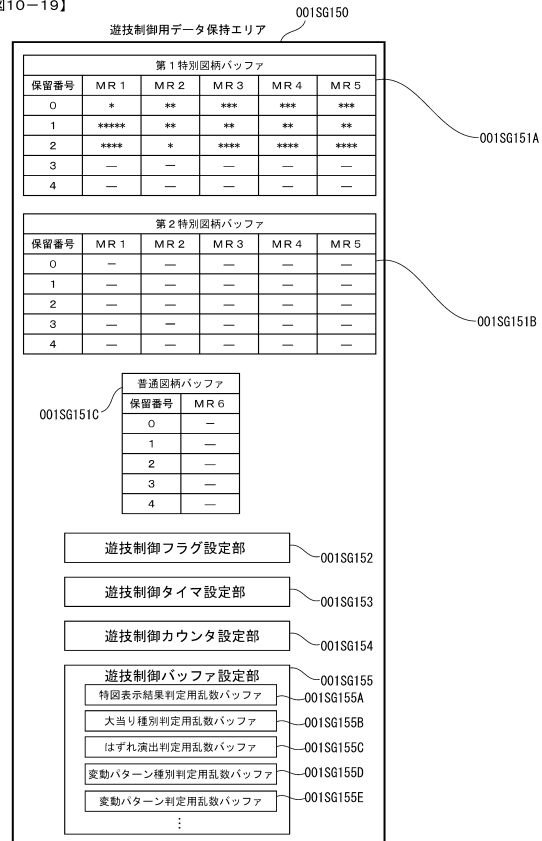 図10－19】
001SG150
遊技制御用データ保持エリア
第１特別図柄バッファ
保留番号 ＭＲ１ ＭＲ２ ＭＲ３ ＭＲ４ ＭＲ５
0 * ** *** *** ***
1 ***** ** ** ** **
2 **** * **** **** ****
3 — — — — —
4 — — — — —
001SG151A
第２特別図柄バッファ
保留番号 ＭＲ１ ＭＲ２ ＭＲ３ ＭＲ４ ＭＲ５
0 — — — — —
1 — — — — —
2 — — — — —
3 — — — — —
4 — — — — —
001SG151B
普通図柄バッファ
保留番号 ＭＲ６
0 —
1 —
2 —
3 —
4 —
001SG151C
遊技制御フラグ設定部
001SG152
遊技制御タイマ設定部
001SG153
遊技制御カウンタ設定部
001SG154
遊技制御バッファ設定部
001SG155
特図表示結果判定用乱数バッファ
001SG155A
大当り種別判定用乱数バッファ
001SG155B
はずれ演出判定用乱数バッファ
001SG155C
変動パターン種別判定用乱数バッファ
001SG155D
変動パターン判定用乱数バッファ
001SG155E
⋮